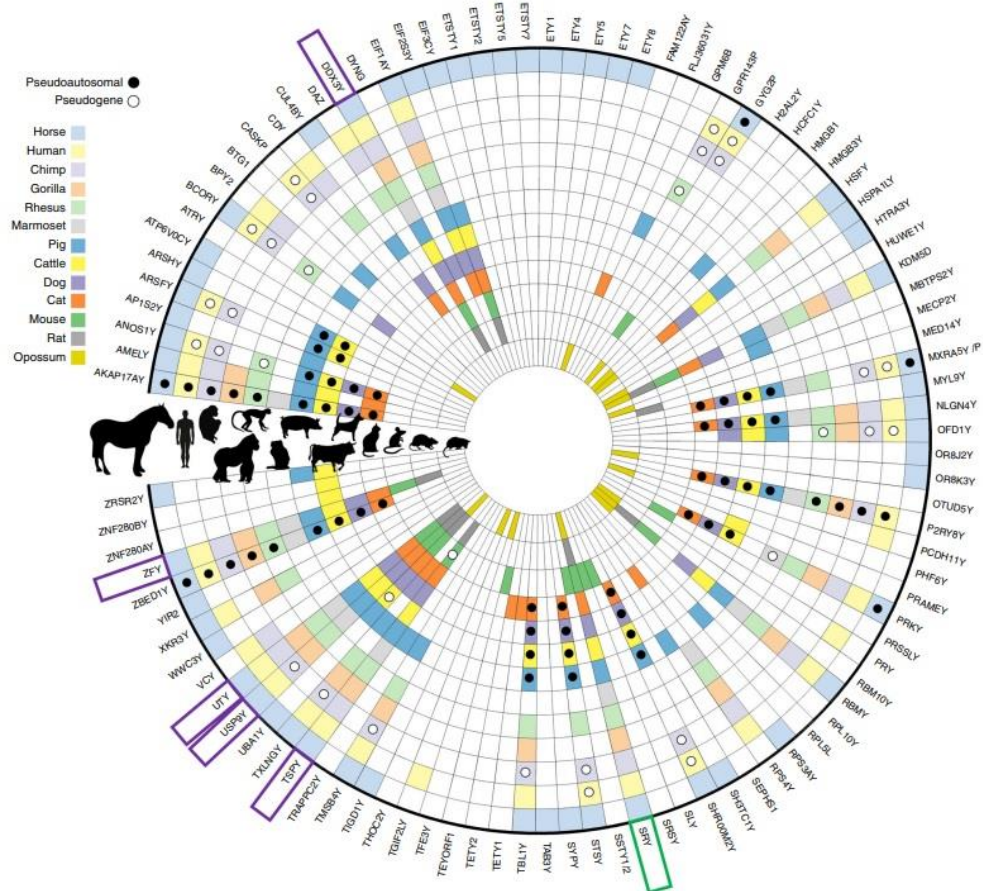 Pseudoautosomal
Pseudogene
Horse
Human
Chimp
Gorilla
Rhesus
Marmoset
Pig
Cattle
Dog
Cat
Mouse
Rat
Opossum
AKAP17AY
AMELY
ANOS1Y
AP1S2Y
ARSFY
ARSHY
ATP6V0CY
ATRY
BCORY
BPY2
BTG1
CASKP
CDY
CUL4BY
DAZ
DDX3Y
DYNG
EIF1AY
EIF2S3Y
EIF3CY
ETSTY1
ETSTY2
ETSTY5
ETSTY7
ETY1
ETY4
ETY5
ETY7
ETY8
FAM122AY
FLJ36031Y
GPM6B
GPR143P
GYG2P
H2AL2Y
HCFC1Y
HMGB1
HMGB3Y
HSFY
HSPA1LY
HTRA3Y
HUWE1Y
KDM5D
MBTPS2Y
MECP2Y
MED14Y
MXRA5Y /P
MYL9Y
NLGN4Y
OFD1Y
OR8J2Y
OR8K3Y
OTUD5Y
P2RY8Y
PCDH11Y
PHF6Y
PRAMEY
PRKY
PRSSLY
PRY
RBM10Y
RBMY
RPL10Y
RPL5L
RPS3AY
RPS4Y
SEPHS1
SH3TC1Y
SHROOM2Y
SLY
SRSY
SRY
SSTY1/2
STSY
SYPY
TAB3Y
TBL1Y
TETY1
TETY2
TEYORF1
TFE3Y
TGIF2LY
THOC2Y
TIGD1Y
TMSB4Y
TRAPPC2Y
TSPY
TXLNGY
UBA1Y
USP9Y
UTY
VCY
WWC3Y
XKR3Y
YIR2
ZBED1Y
ZFY
ZNF280AY
ZNF280BY
ZRSR2Y